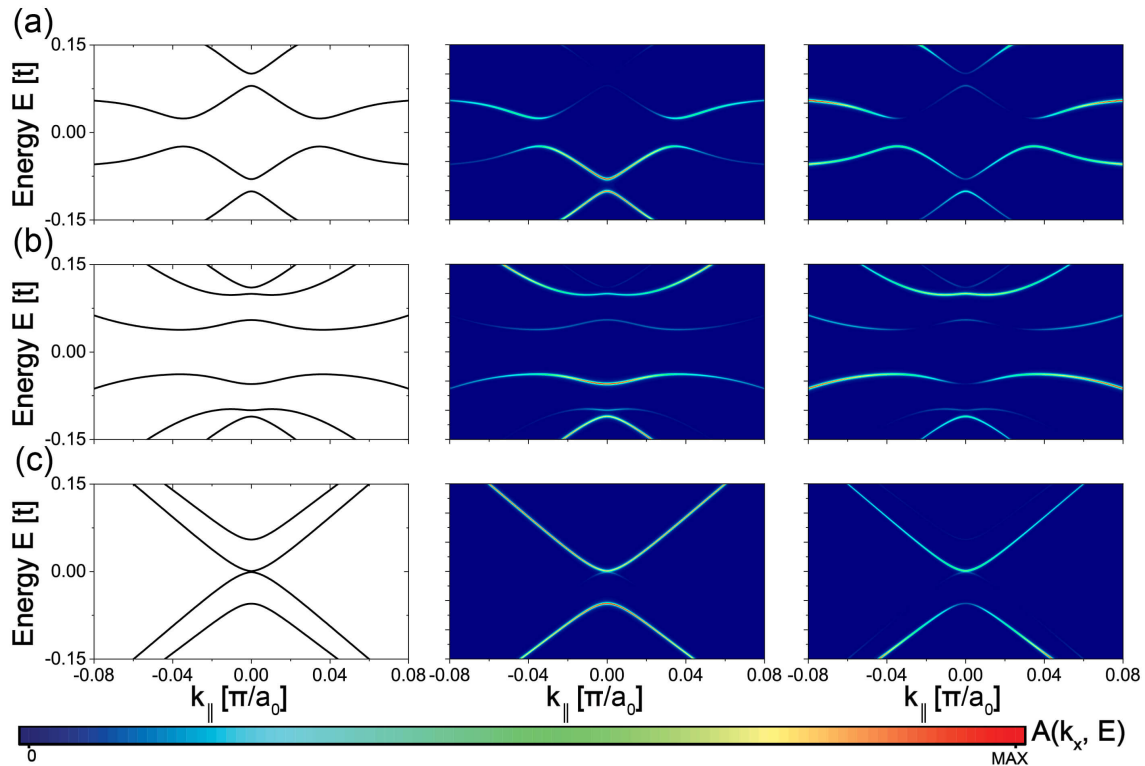 (a)
0.15
0.00
-0.15
Energy E [t]
(b)
0.15
0.00
-0.15
Energy E [t]
(c)
0.15
0.00
-0.15
Energy E [t]
-0.08 -0.04 0.00 0.04 0.08 -0.08 -0.04 0.00 0.04 0.08 -0.08 -0.04 0.00 0.04 0.08
k∥ [π/a₀] k∥ [π/a₀] k∥ [π/a₀]
A(kₓ, E)
0 MAX